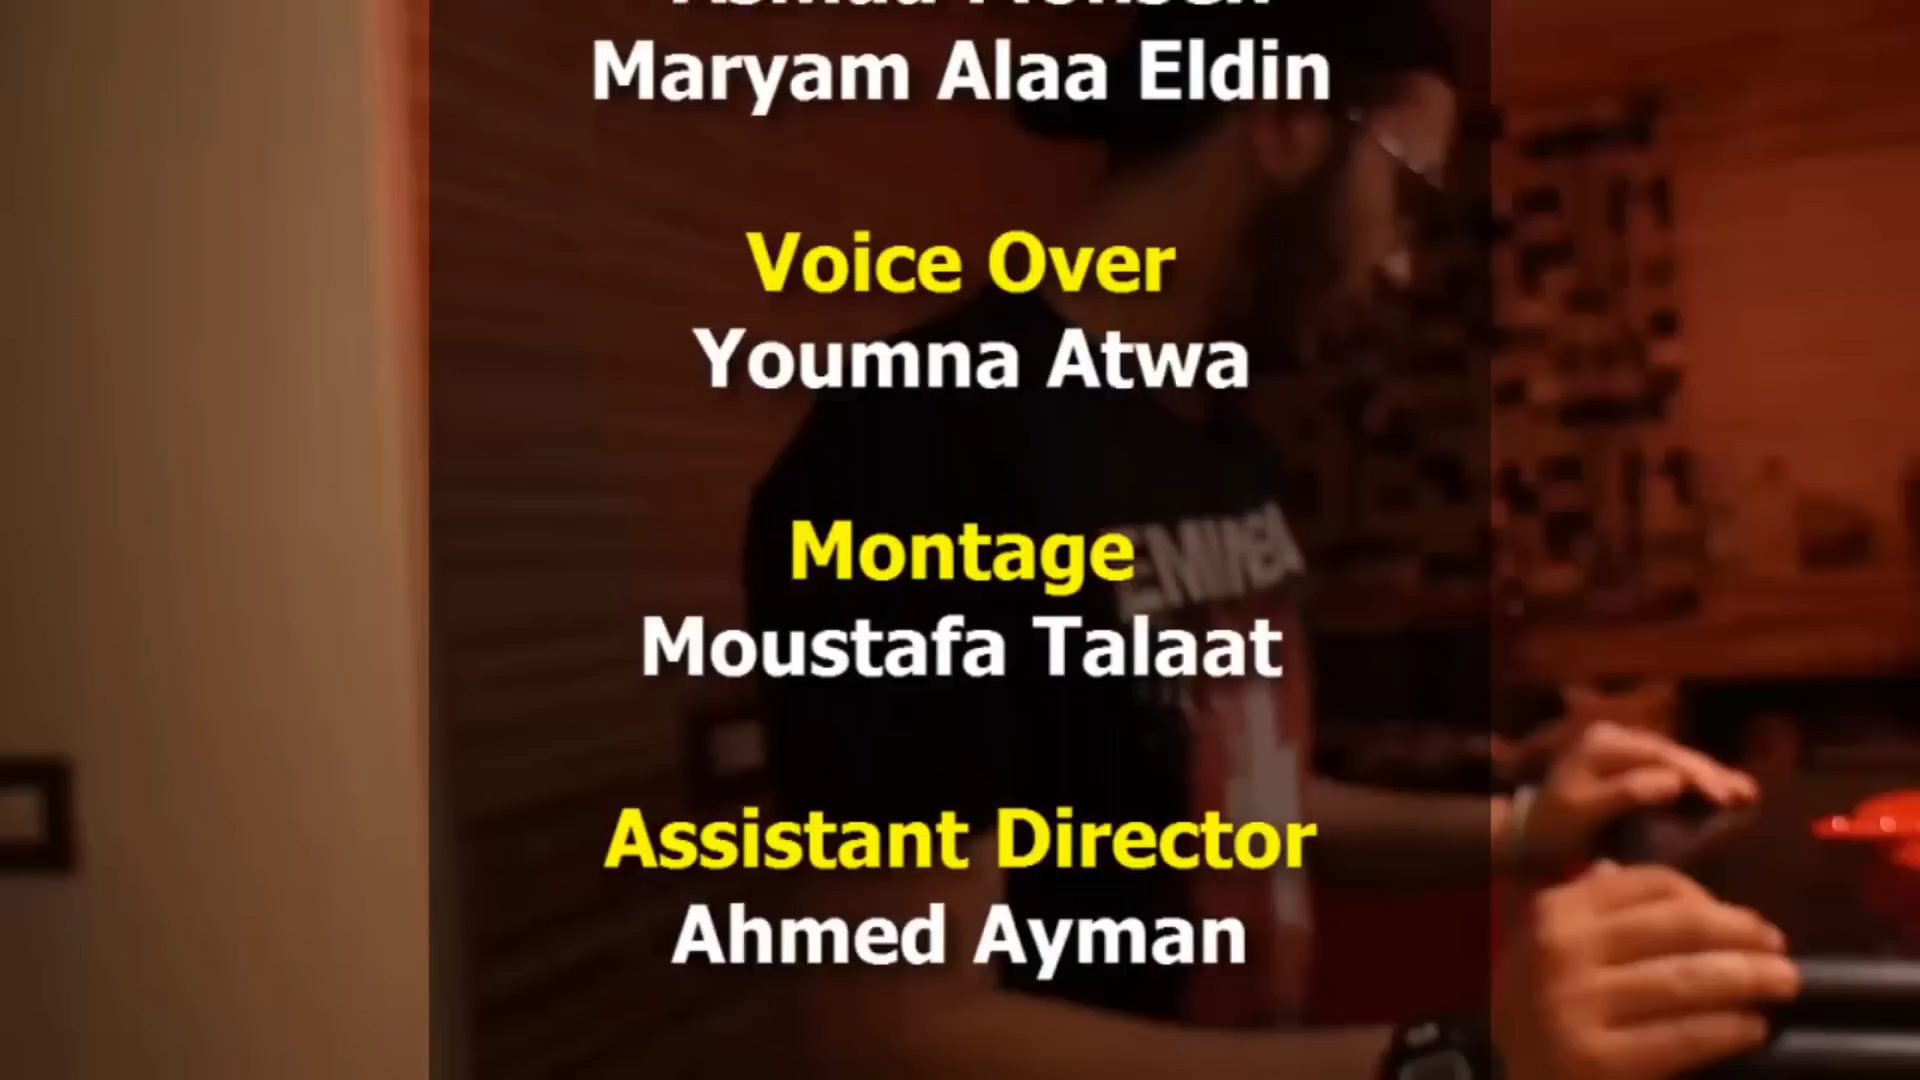 Maryam Alaa Eldin
Voice Over
Youmna Atwa
Montage
Moustafa Talaat
Assistant Director
Ahmed Ayman